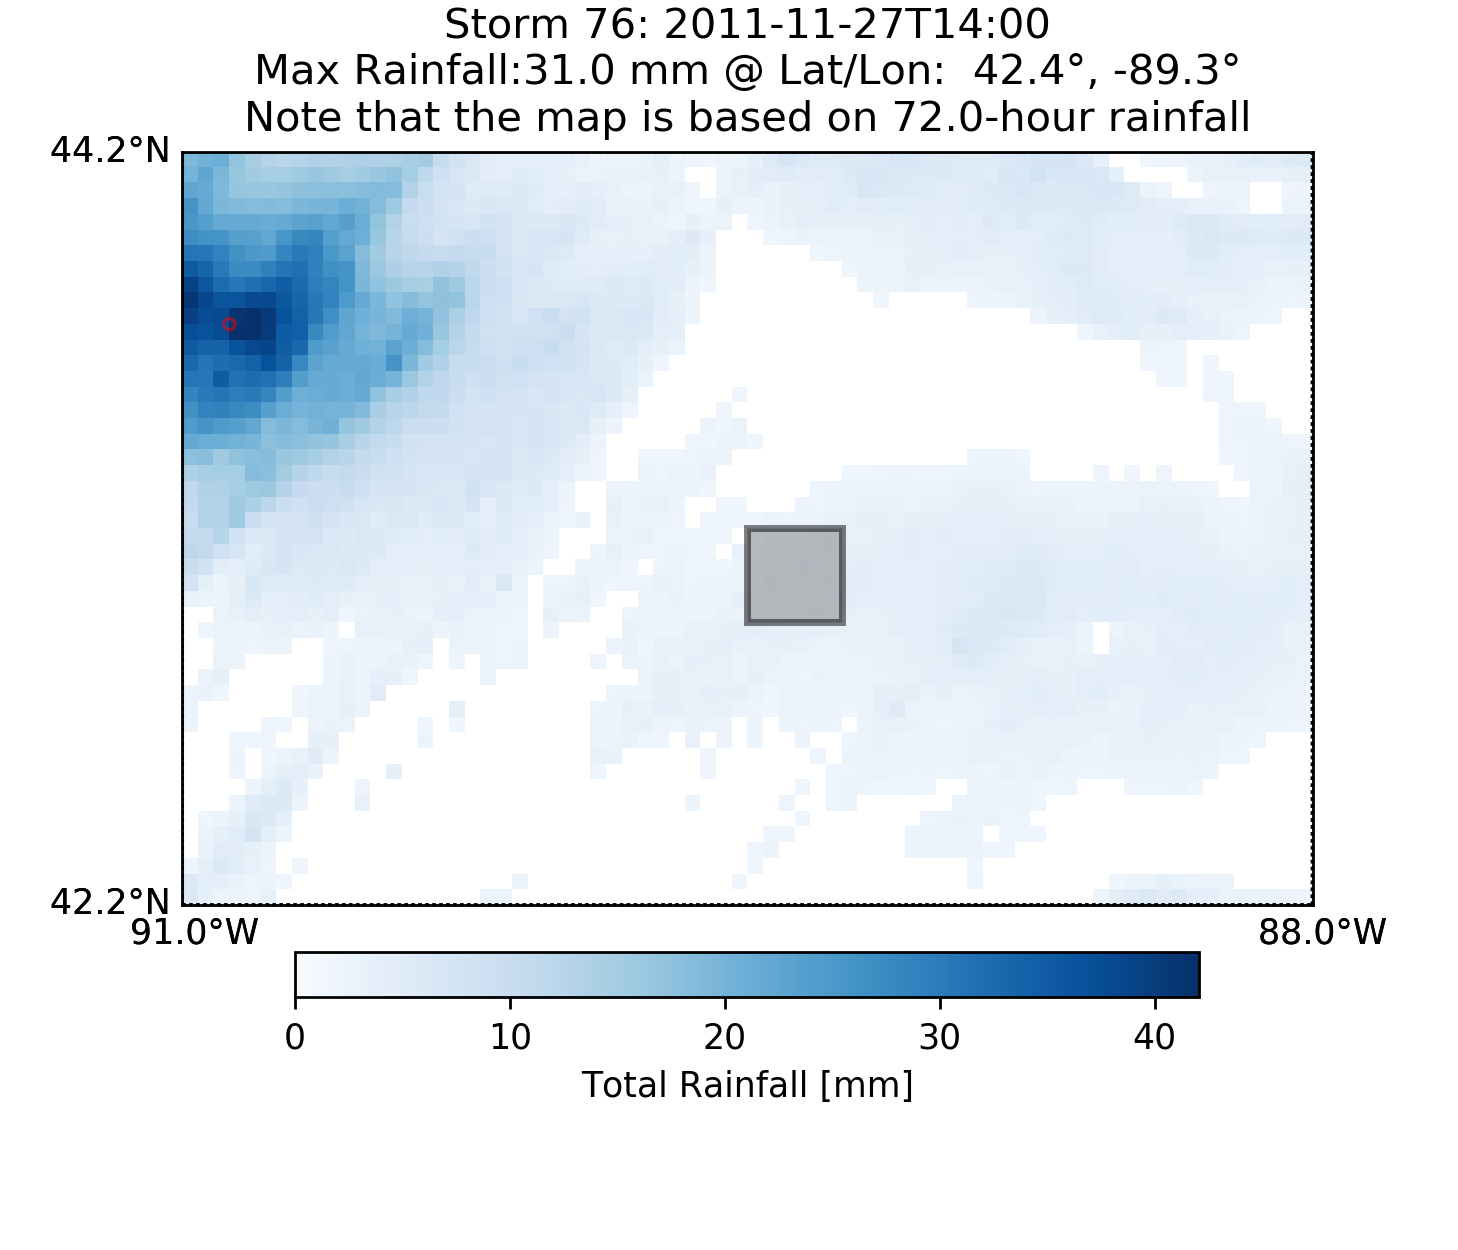 Storm 76: 2011-11-27T14:00
Max Rainfall:31.0 mm @ Lat/Lon:  42.4°, -89.3°
Note that the map is based on 72.0-hour rainfall
44.2°N
42.2°N
91.0°W
88.0°W
0
10
20
30
40
Total Rainfall [mm]